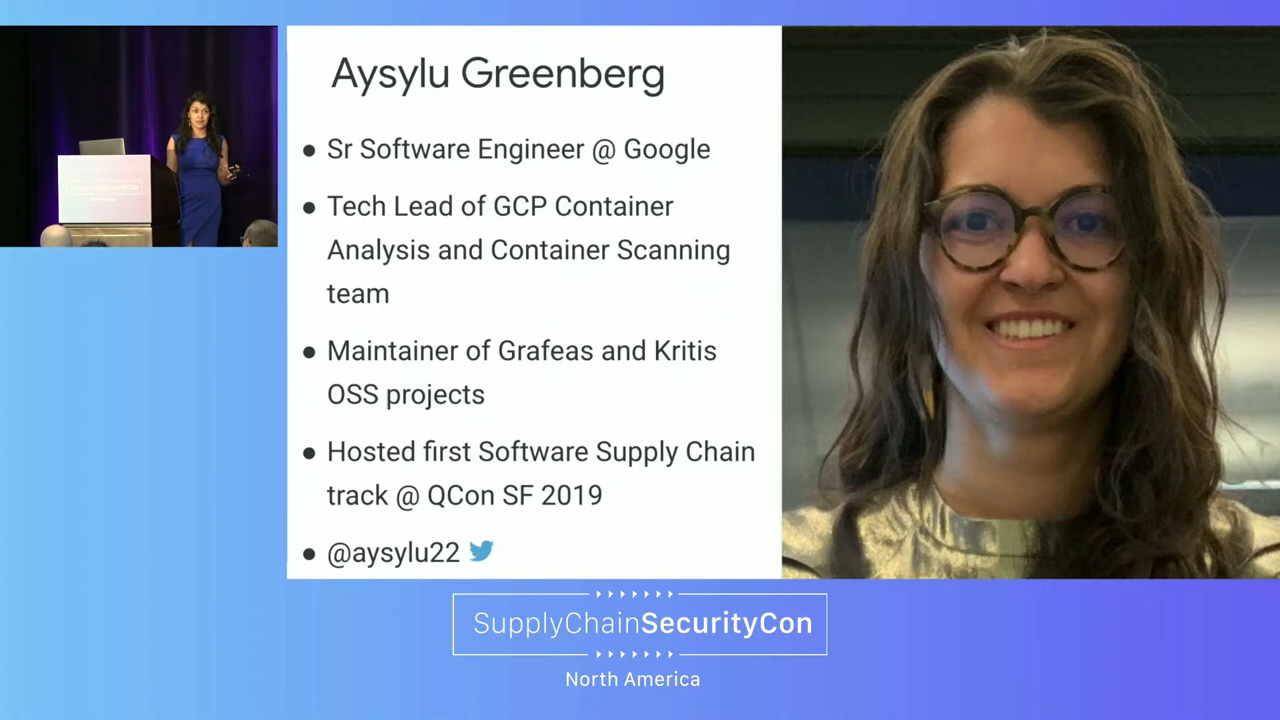 Aysylu Greenberg
● Sr Software Engineer @ Google
● Tech Lead of GCP Container
Analysis and Container Scanning
team
● Maintainer of Grafeas and Kritis
OSS projects
● Hosted first Software Supply Chain
track @ QCon SF 2019
● @aysylu22
SupplyChainSecurityCon
SupplyChainSecurityCon
North America